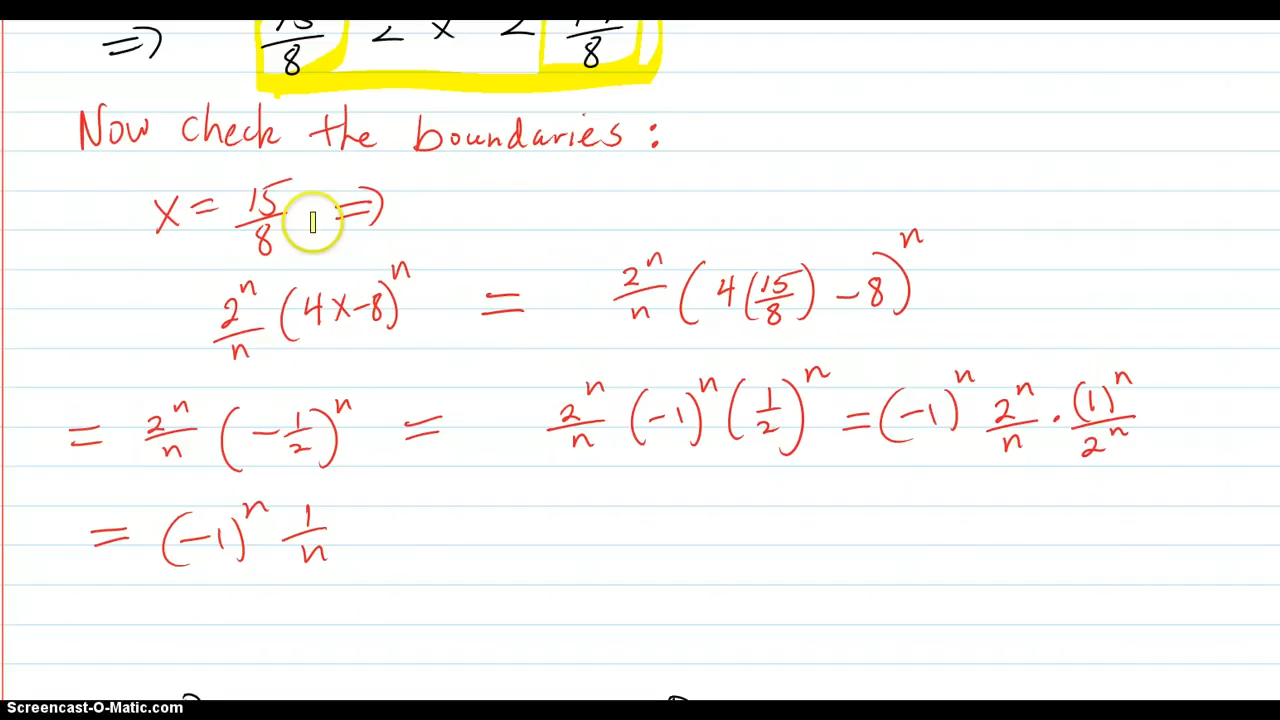 ⇒ 15/8 < x < 17/8
Now check the boundaries :
x = 15/8 ⇒
2^n/n (4x-8)^n = 2^n/n (4(15/8) - 8)^n
= 2^n/n (-1/2)^n = 2^n/n (-1)^n (1/2)^n = (-1)^n 2^n/n · (1)^n/2^n
= (-1)^n 1/n
Screencast-O-Matic.com